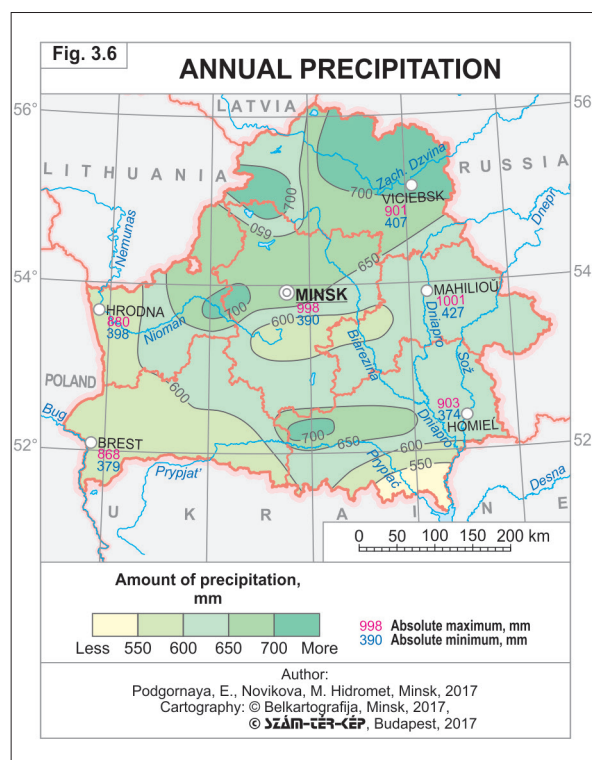 Fig. 3.6
ANNUAL PRECIPITATION
56°
LATVIA
56
LITHUANIA
RUSSIA
Zach. Dzvina
700
700
VICIEBSK
901
407
650
Nemunas
Dnepr
650
54°
54
HRODNA
880
398
Nioman
700
MINSK
998
390
600
Biarezina
MAHILIOŬ
1001
427
Dniapro
Sož
POLAND
600
903
374
HOMIEL
Bug
BREST
868
379
52°
52
700
650
Dniapro
600
550
Prypjat'
Prypiać
Desna
UKRAINE
0 50 100 150 200 km
Amount of precipitation,
mm
Less 550 600 650 700 More
998 Absolute maximum, mm
390 Absolute minimum, mm
Author:
Podgornaya, E., Novikova, M. Hidromet, Minsk, 2017
Cartography: © Belkartografija, Minsk, 2017,
© SZÁM-TÉR-KÉP, Budapest, 2017